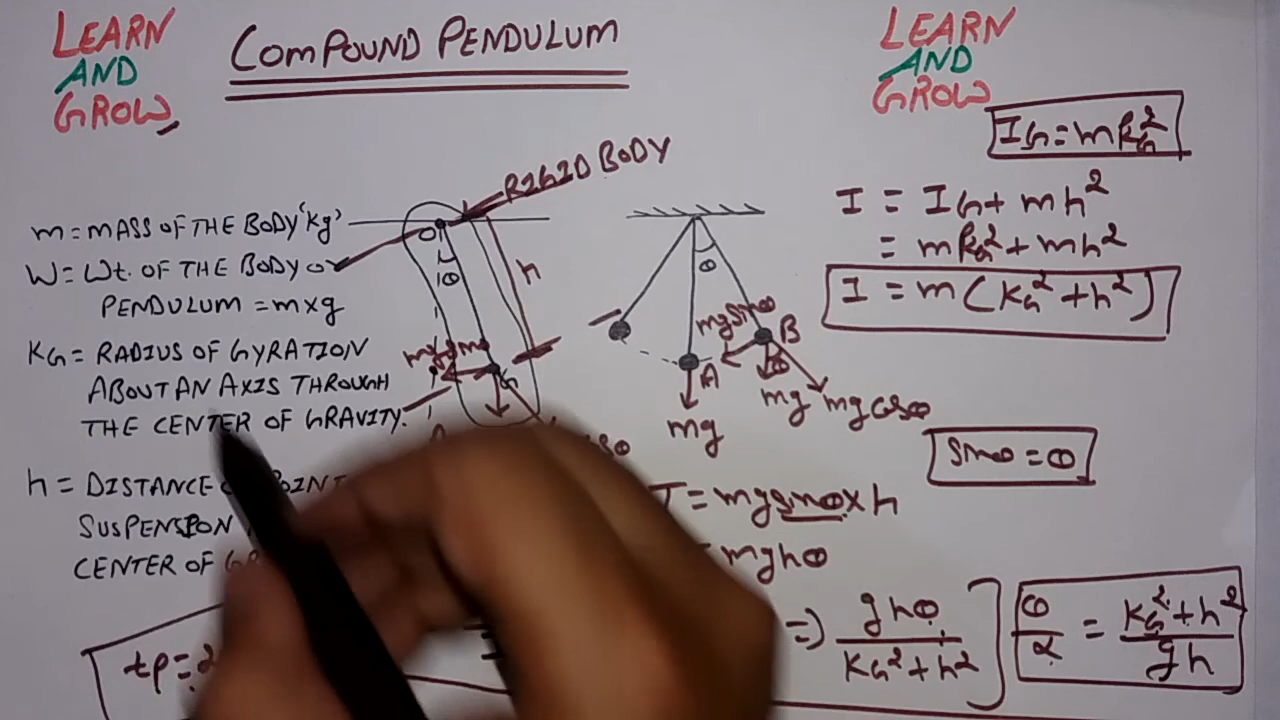 LEARN
AND
GROW
COMPOUND PENDULUM
LEARN
AND
GROW
RIGID BODY
m = MASS OF THE BODY 'Kg'
W = Wt. OF THE BODY or
PENDULUM = m×g
KG = RADIUS OF GYRATION
ABOUT AN AXIS THROUGH
THE CENTER OF GRAVITY.
h = DISTANCE
SUSPENSION
CENTER OF
tp =
O
θ
h
mg sinθ
G
θ
mg sinθ
B
A
θ
mg
mg
mg cosθ
IG = m kG²
I = IG + mh²
= m kG² + mh²
I = m (KG² + h²)
sinθ = θ
T = mg sinθ × h
= mghθ
=> ghθ / KG² + h²
θ / α = KG² + h² / gh